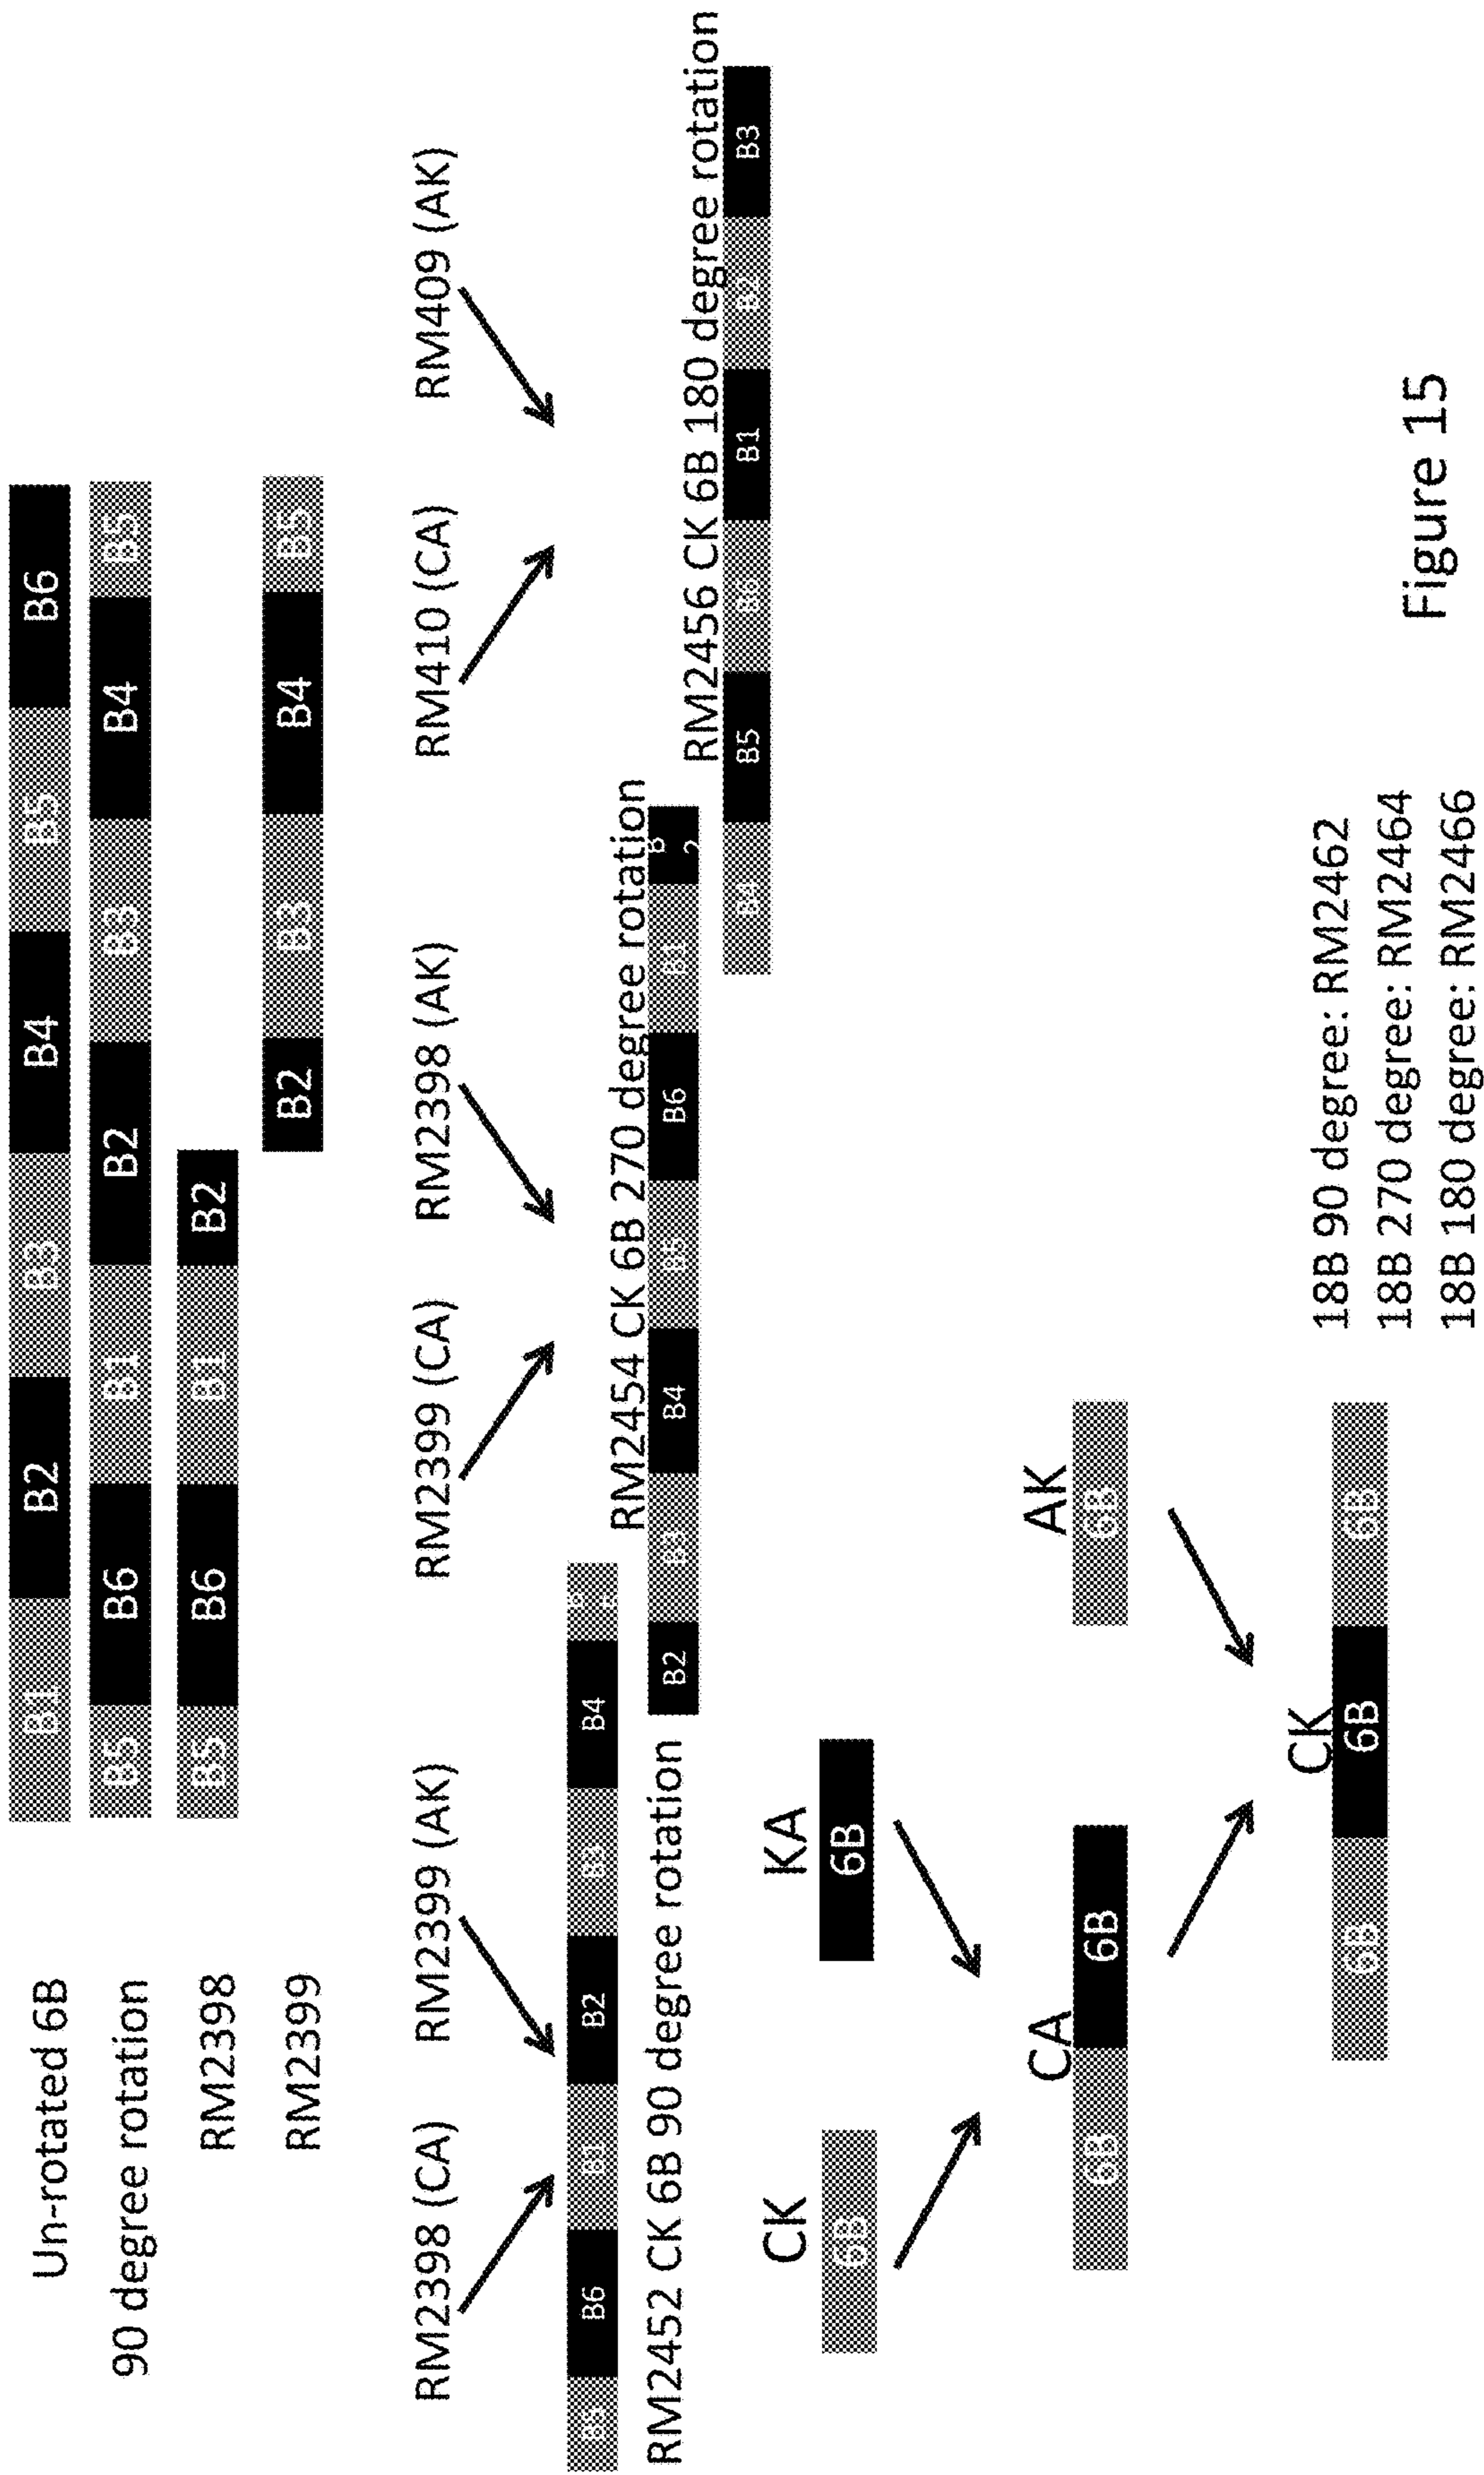 Un-rotated 6B
B1 B2 B3 B4 B5 B6
90 degree rotation
B5 B6 B1 B2 B3 B4 B5
RM2398
B5 B6 B1 B2
RM2399
B2 B3 B4 B5
RM2398 (CA) RM2399 (AK) RM2399 (CA) RM2398 (AK) RM410 (CA) RM409 (AK)
B5 B6 B1 B2 B3 B4
RM2452 CK 6B 90 degree rotation
RM2454 CK 6B 270 degree rotation
B2 B3 B4 B5 B6 B1 B
2
RM2456 CK 6B 180 degree rotation
B4 B5 B6 B1 B2 B3
CK KA
6B 6B
CA AK
6B 6B 6B
CK
6B 6B 6B
18B 90 degree: RM2462
18B 270 degree: RM2464
18B 180 degree: RM2466
Figure 15